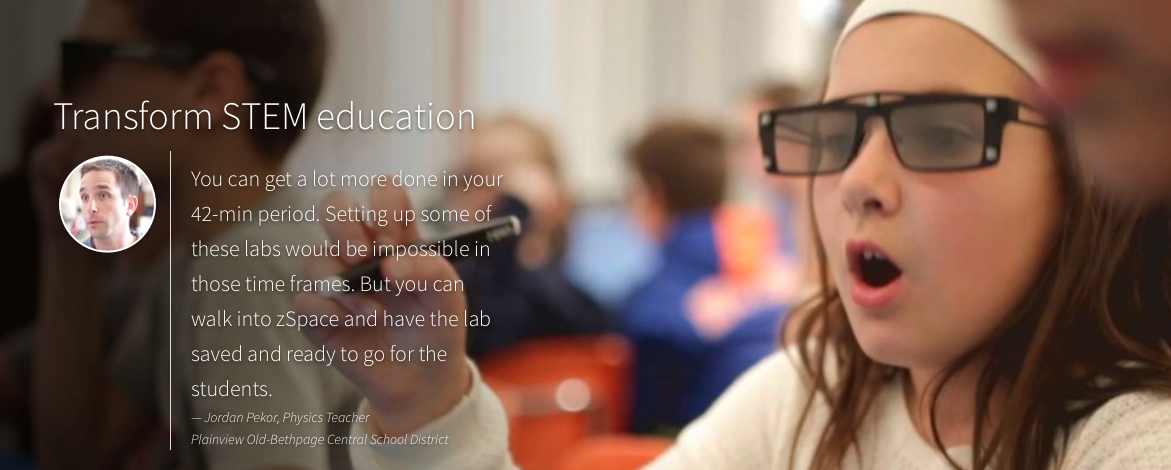 Transform STEM education
You can get a lot more done in your
42-min period. Setting up some of
these labs would be impossible in
those time frames. But you can
walk into zSpace and have the lab
saved and ready to go for the
students.
— Jordan Pekor, Physics Teacher
Plainview Old-Bethpage Central School District